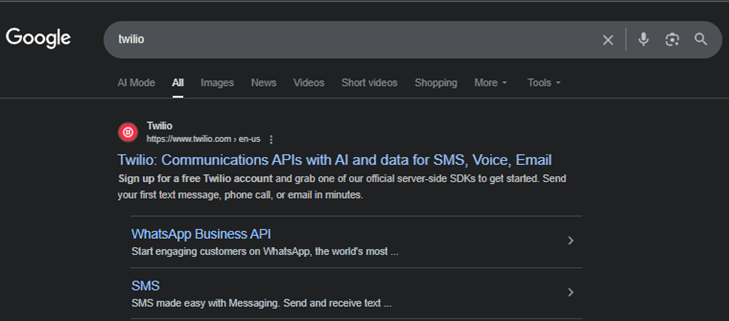 Google
twilio
AI Mode All Images News Videos Short videos Shopping More Tools
Twilio
https://www.twilio.com › en-us
Twilio: Communications APIs with AI and data for SMS, Voice, Email
Sign up for a free Twilio account and grab one of our official server-side SDKs to get started. Send
your first text message, phone call, or email in minutes.
WhatsApp Business API
Start engaging customers on WhatsApp, the world's most ...
SMS
SMS made easy with Messaging. Send and receive text ...